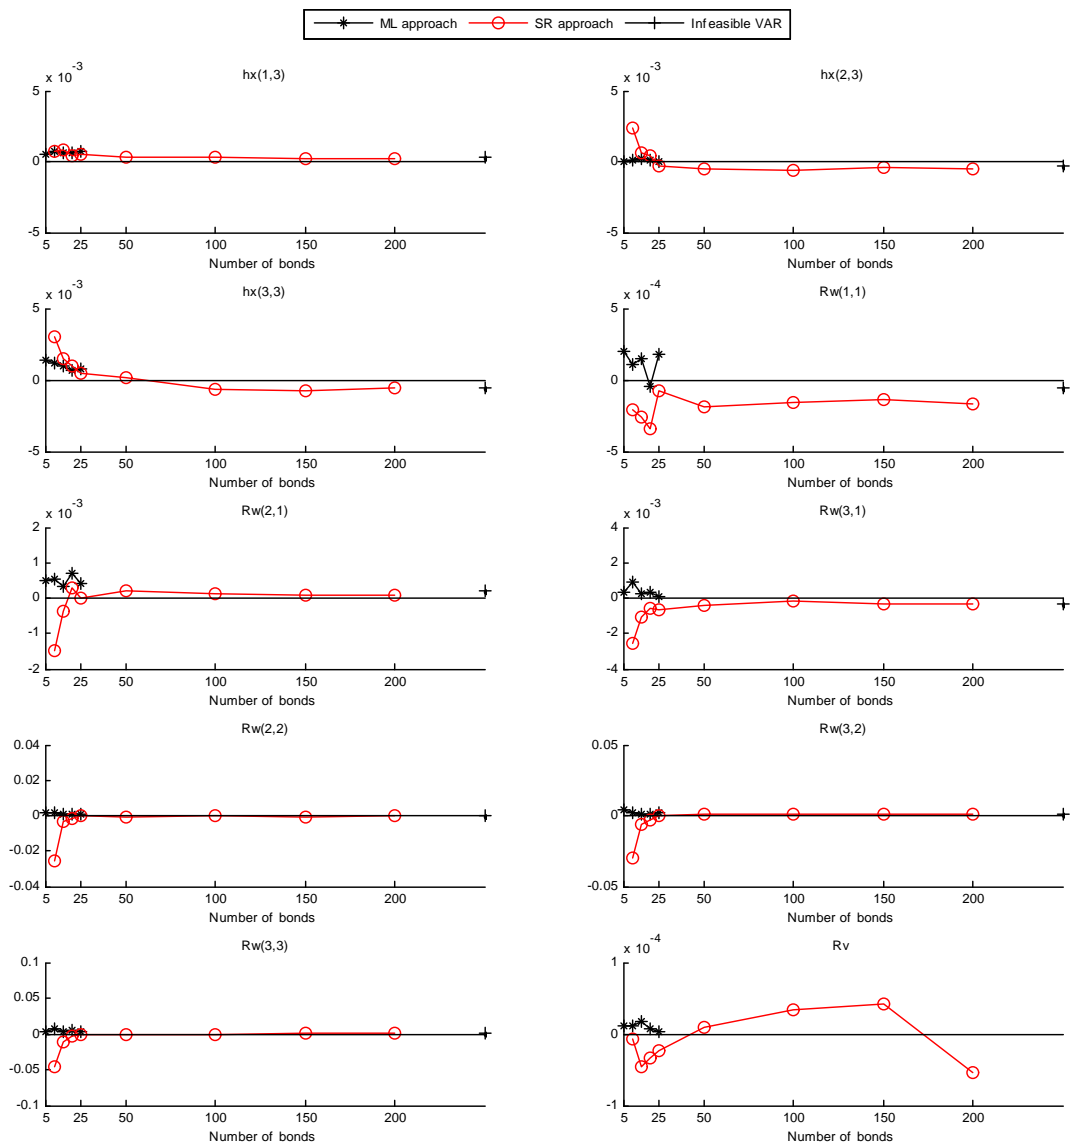 ML approach SR approach Infeasible VAR
x 10^-3
hx(1,3)
5
0
-5
5 25 50 100 150 200
Number of bonds
x 10^-3
hx(2,3)
5
0
-5
5 25 50 100 150 200
Number of bonds
x 10^-3
hx(3,3)
5
0
-5
5 25 50 100 150 200
Number of bonds
x 10^-4
Rw(1,1)
5
0
-5
5 25 50 100 150 200
Number of bonds
x 10^-3
Rw(2,1)
2
1
0
-1
-2
5 25 50 100 150 200
Number of bonds
x 10^-3
Rw(3,1)
4
2
0
-2
-4
5 25 50 100 150 200
Number of bonds
Rw(2,2)
0.04
0.02
0
-0.02
-0.04
5 25 50 100 150 200
Number of bonds
Rw(3,2)
0.05
0
-0.05
5 25 50 100 150 200
Number of bonds
Rw(3,3)
0.1
0.05
0
-0.05
-0.1
5 25 50 100 150 200
Number of bonds
x 10^-4
Rv
1
0
-1
5 25 50 100 150 200
Number of bonds